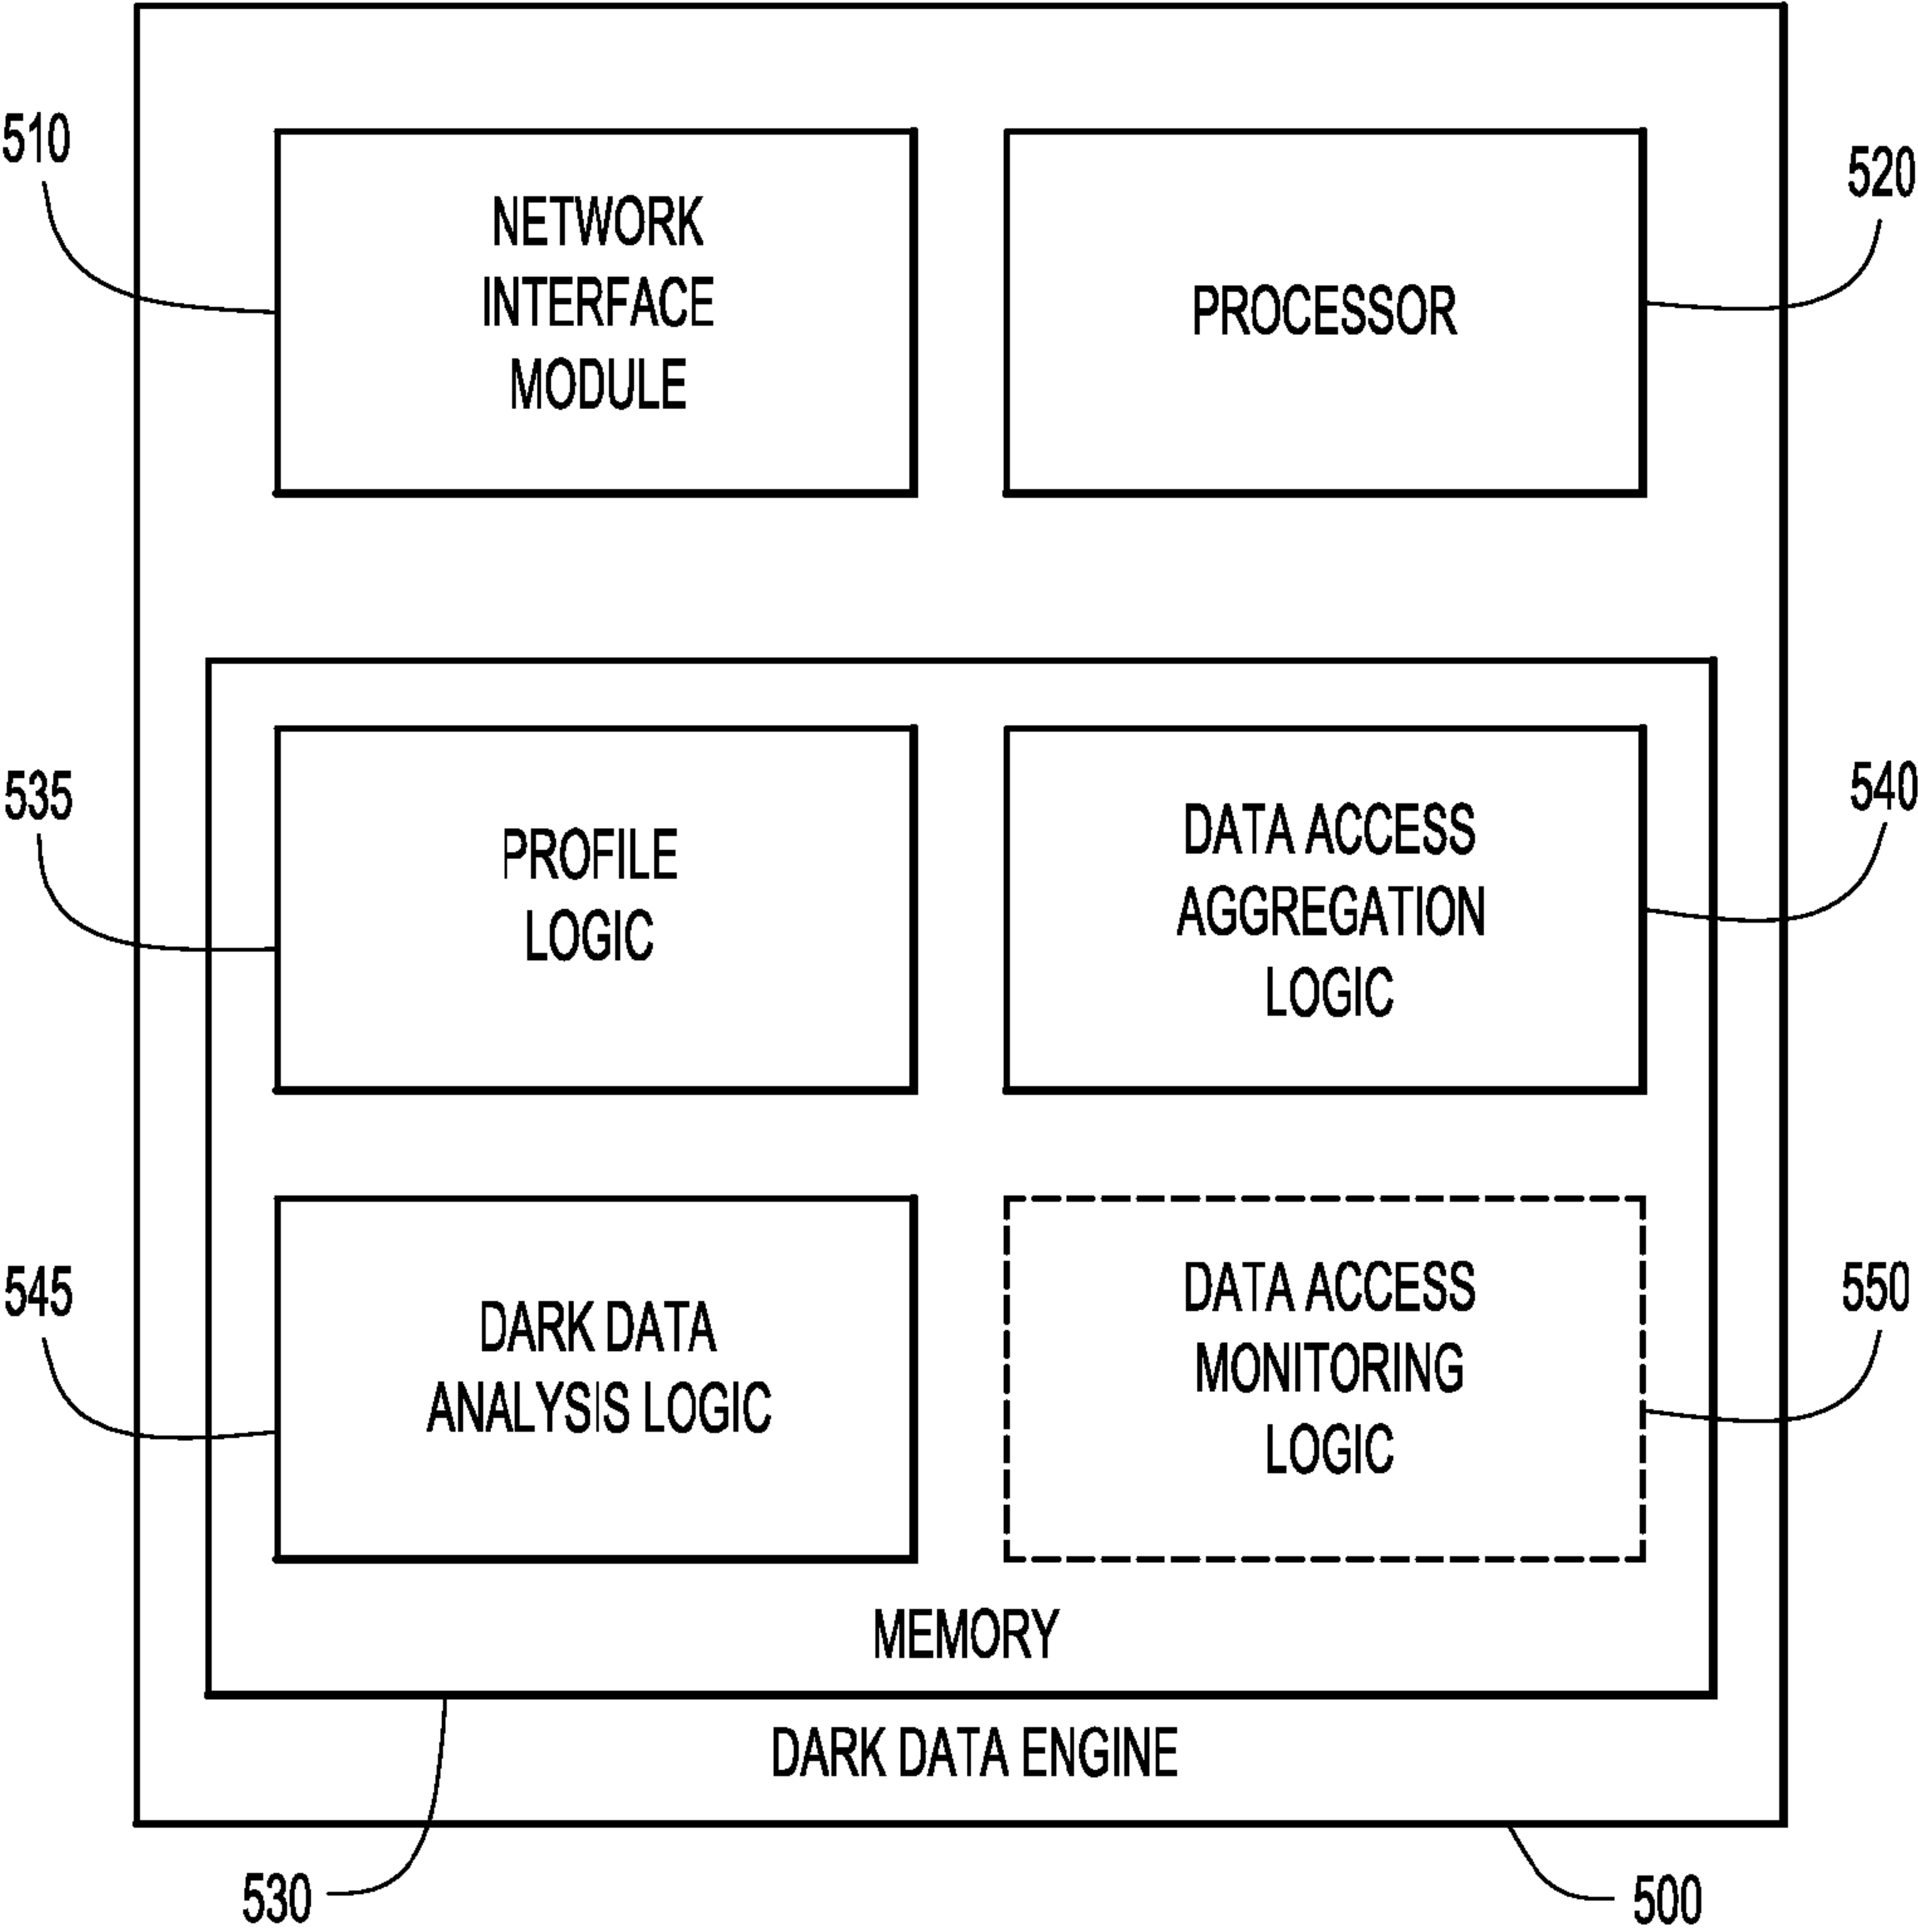 510
NETWORK
INTERFACE
MODULE
PROCESSOR
520
535
PROFILE
LOGIC
DATA ACCESS
AGGREGATION
LOGIC
540
545
DARK DATA
ANALYSIS LOGIC
DATA ACCESS
MONITORING
LOGIC
550
MEMORY
DARK DATA ENGINE
530
500